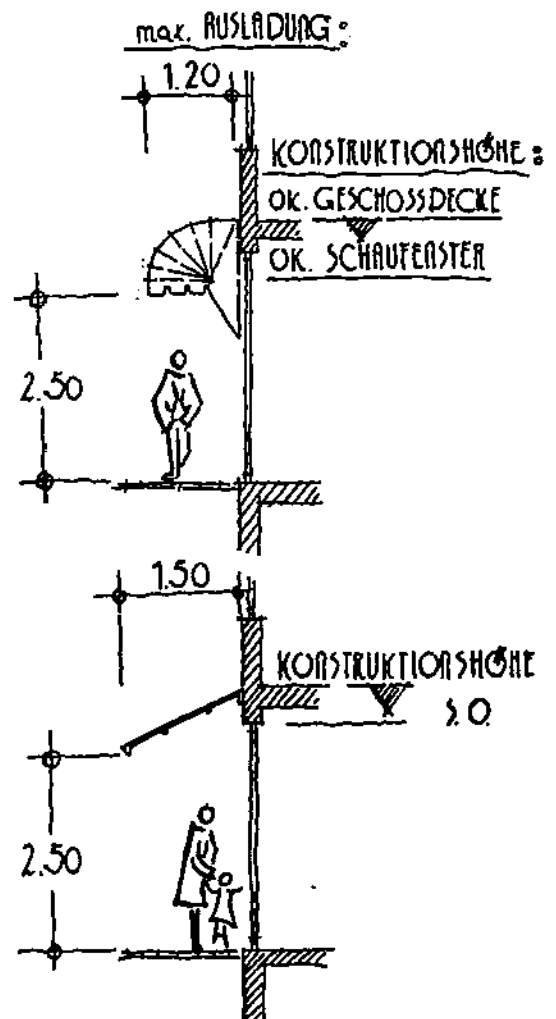 max. AUSLADUNG:
1.20
KONSTRUKTIONSHÖHE:
OK. GESCHOSSDECKE
OK. SCHAUFENSTER
2.50
1.50
KONSTRUKTIONSHÖHE
S.O.
2.50